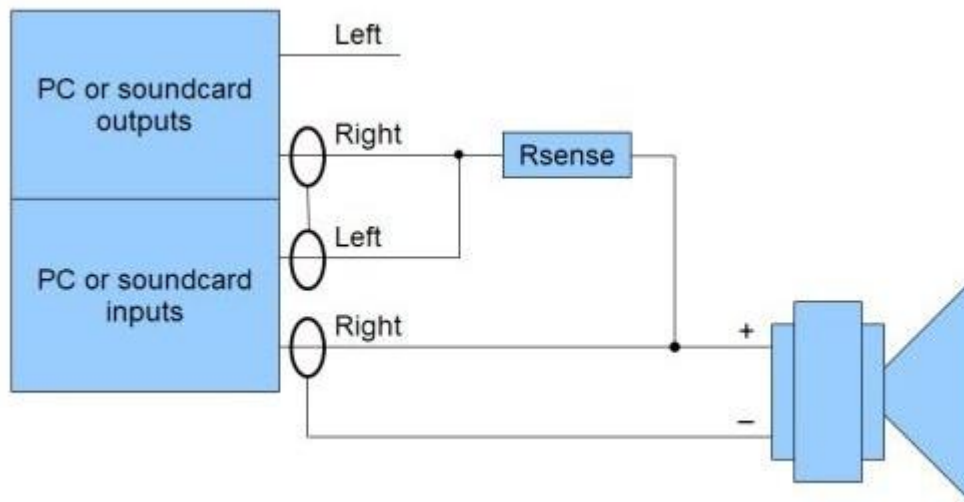 Left
PC or soundcard
outputs
Right
Rsense
Left
PC or soundcard
inputs
Right
+
–